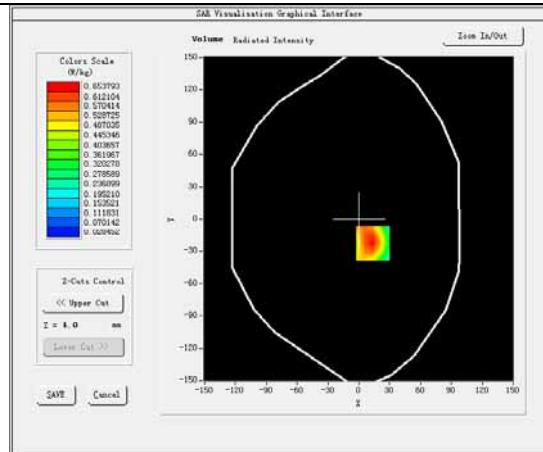 SAR Visualisation Graphical Interface
Volume Radiated Intensity
Zoom In/Out
Colors Scale
(W/kg)
0.653793
0.612104
0.570414
0.528725
0.487035
0.445346
0.403657
0.361967
0.320278
0.278589
0.236899
0.195210
0.153521
0.111831
0.070142
0.028452
Z-Cuts Control
<< Upper Cut
Z = 4.0 mm
Lower Cut >>
SAVE
Cancel
150
120
90
60
30
0
-30
-60
-90
-120
-150
Y
-150 -120 -90 -60 -30 0 30 60 90 120 150
X